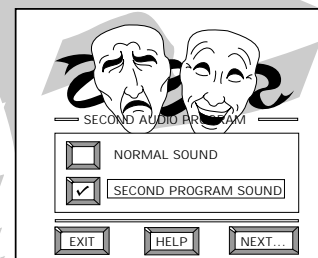 SECOND AUDIO PROGRAM
NORMAL SOUND
SECOND PROGRAM SOUND
EXIT HELP NEXT...